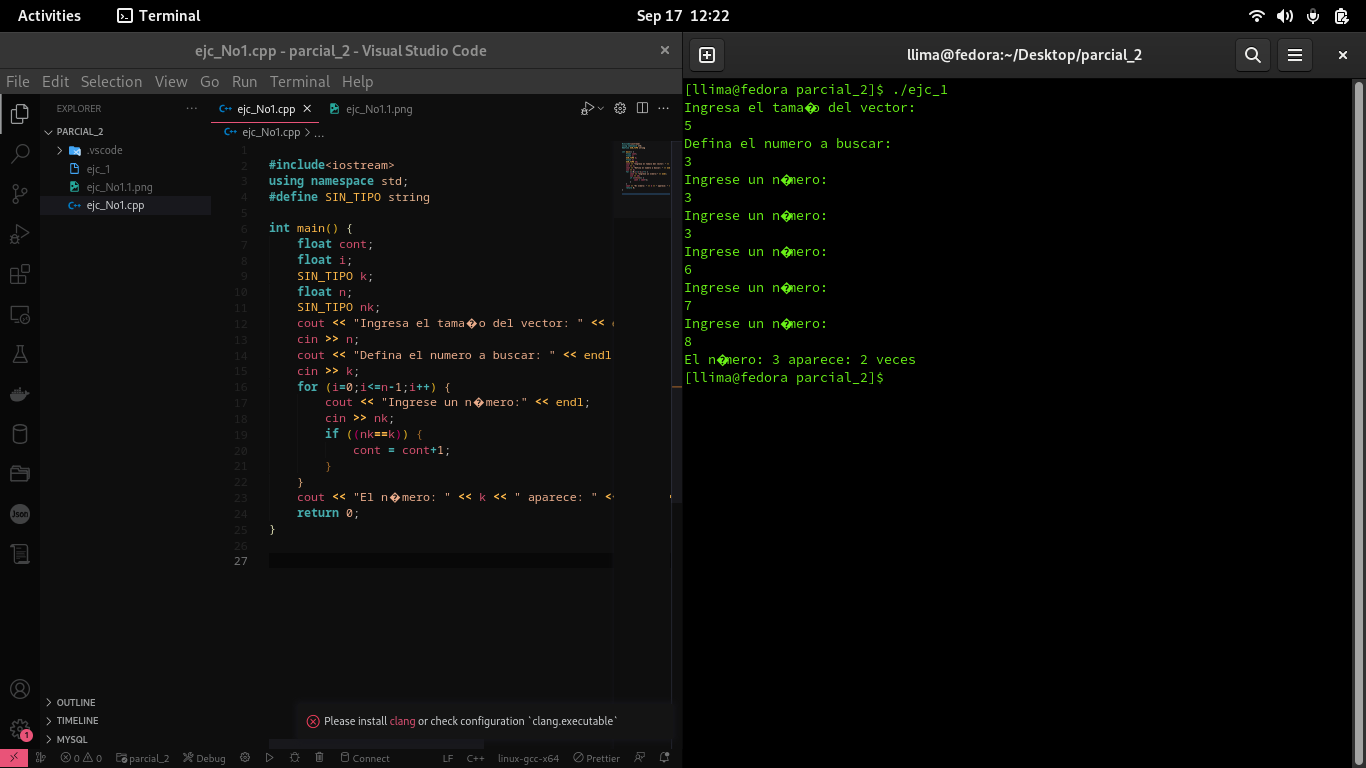 Activities
Terminal
Sep 17 12:22
ejc_No1.cpp - parcial_2 - Visual Studio Code
File Edit Selection View Go Run Terminal Help
EXPLORER
PARCIAL_2
.vscode
ejc_1
ejc_No1.1.png
ejc_No1.cpp
OUTLINE
TIMELINE
MYSQL
Json
1
ejc_No1.cpp
ejc_No1.1.png
ejc_No1.cpp > ...
1
2 #include<iostream>
3 using namespace std;
4 #define SIN_TIPO string
5
6 int main() {
7 float cont;
8 float i;
9 SIN_TIPO k;
10 float n;
11 SIN_TIPO nk;
12 cout << "Ingresa el tama�o del vector: " <<
13 cin >> n;
14 cout << "Defina el numero a buscar: " << endl
15 cin >> k;
16 for (i=0;i<=n-1;i++) {
17 cout << "Ingrese un n�mero:" << endl;
18 cin >> nk;
19 if ((nk==k)) {
20 cont = cont+1;
21 }
22 }
23 cout << "El n�mero: " << k << " aparece: " <<
24 return 0;
25 }
26
27
Please install clang or check configuration `clang.executable`
0 0 parcial_2 Debug Connect LF C++ linux-gcc-x64 Prettier
llima@fedora:~/Desktop/parcial_2
[llima@fedora parcial_2]$ ./ejc_1
Ingresa el tama�o del vector:
5
Defina el numero a buscar:
3
Ingrese un n�mero:
3
Ingrese un n�mero:
3
Ingrese un n�mero:
6
Ingrese un n�mero:
7
Ingrese un n�mero:
8
El n�mero: 3 aparece: 2 veces
[llima@fedora parcial_2]$